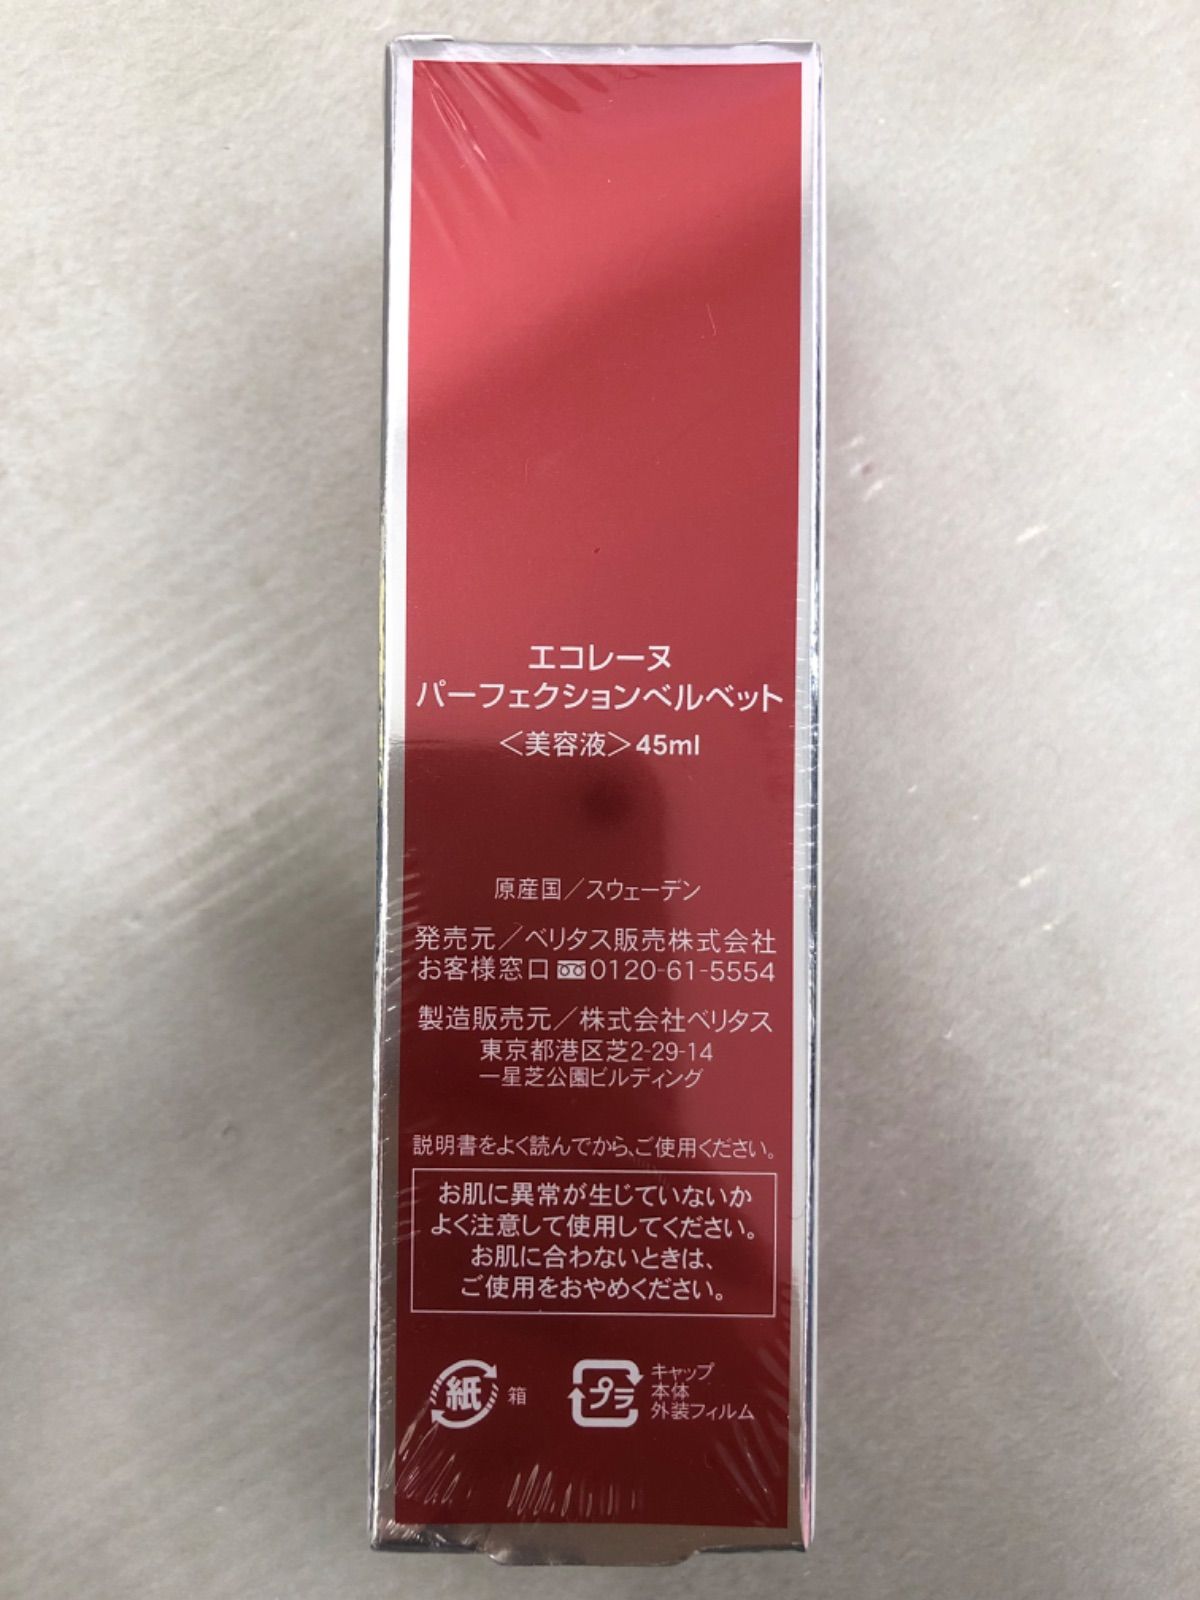 エコレーヌ
パーフェクションベルベット
＜美容液＞45ml
原産国／スウェーデン
発売元／ベリタス販売株式会社
お客様窓口 0120-61-5554
製造販売元／株式会社ベリタス
東京都港区芝2-29-14
一星芝公園ビルディング
説明書をよく読んでから、ご使用ください。
お肌に異常が生じていないか
よく注意して使用してください。
お肌に合わないときは、
ご使用をおやめください。
紙 箱
プラ キャップ
本体
外装フィルム